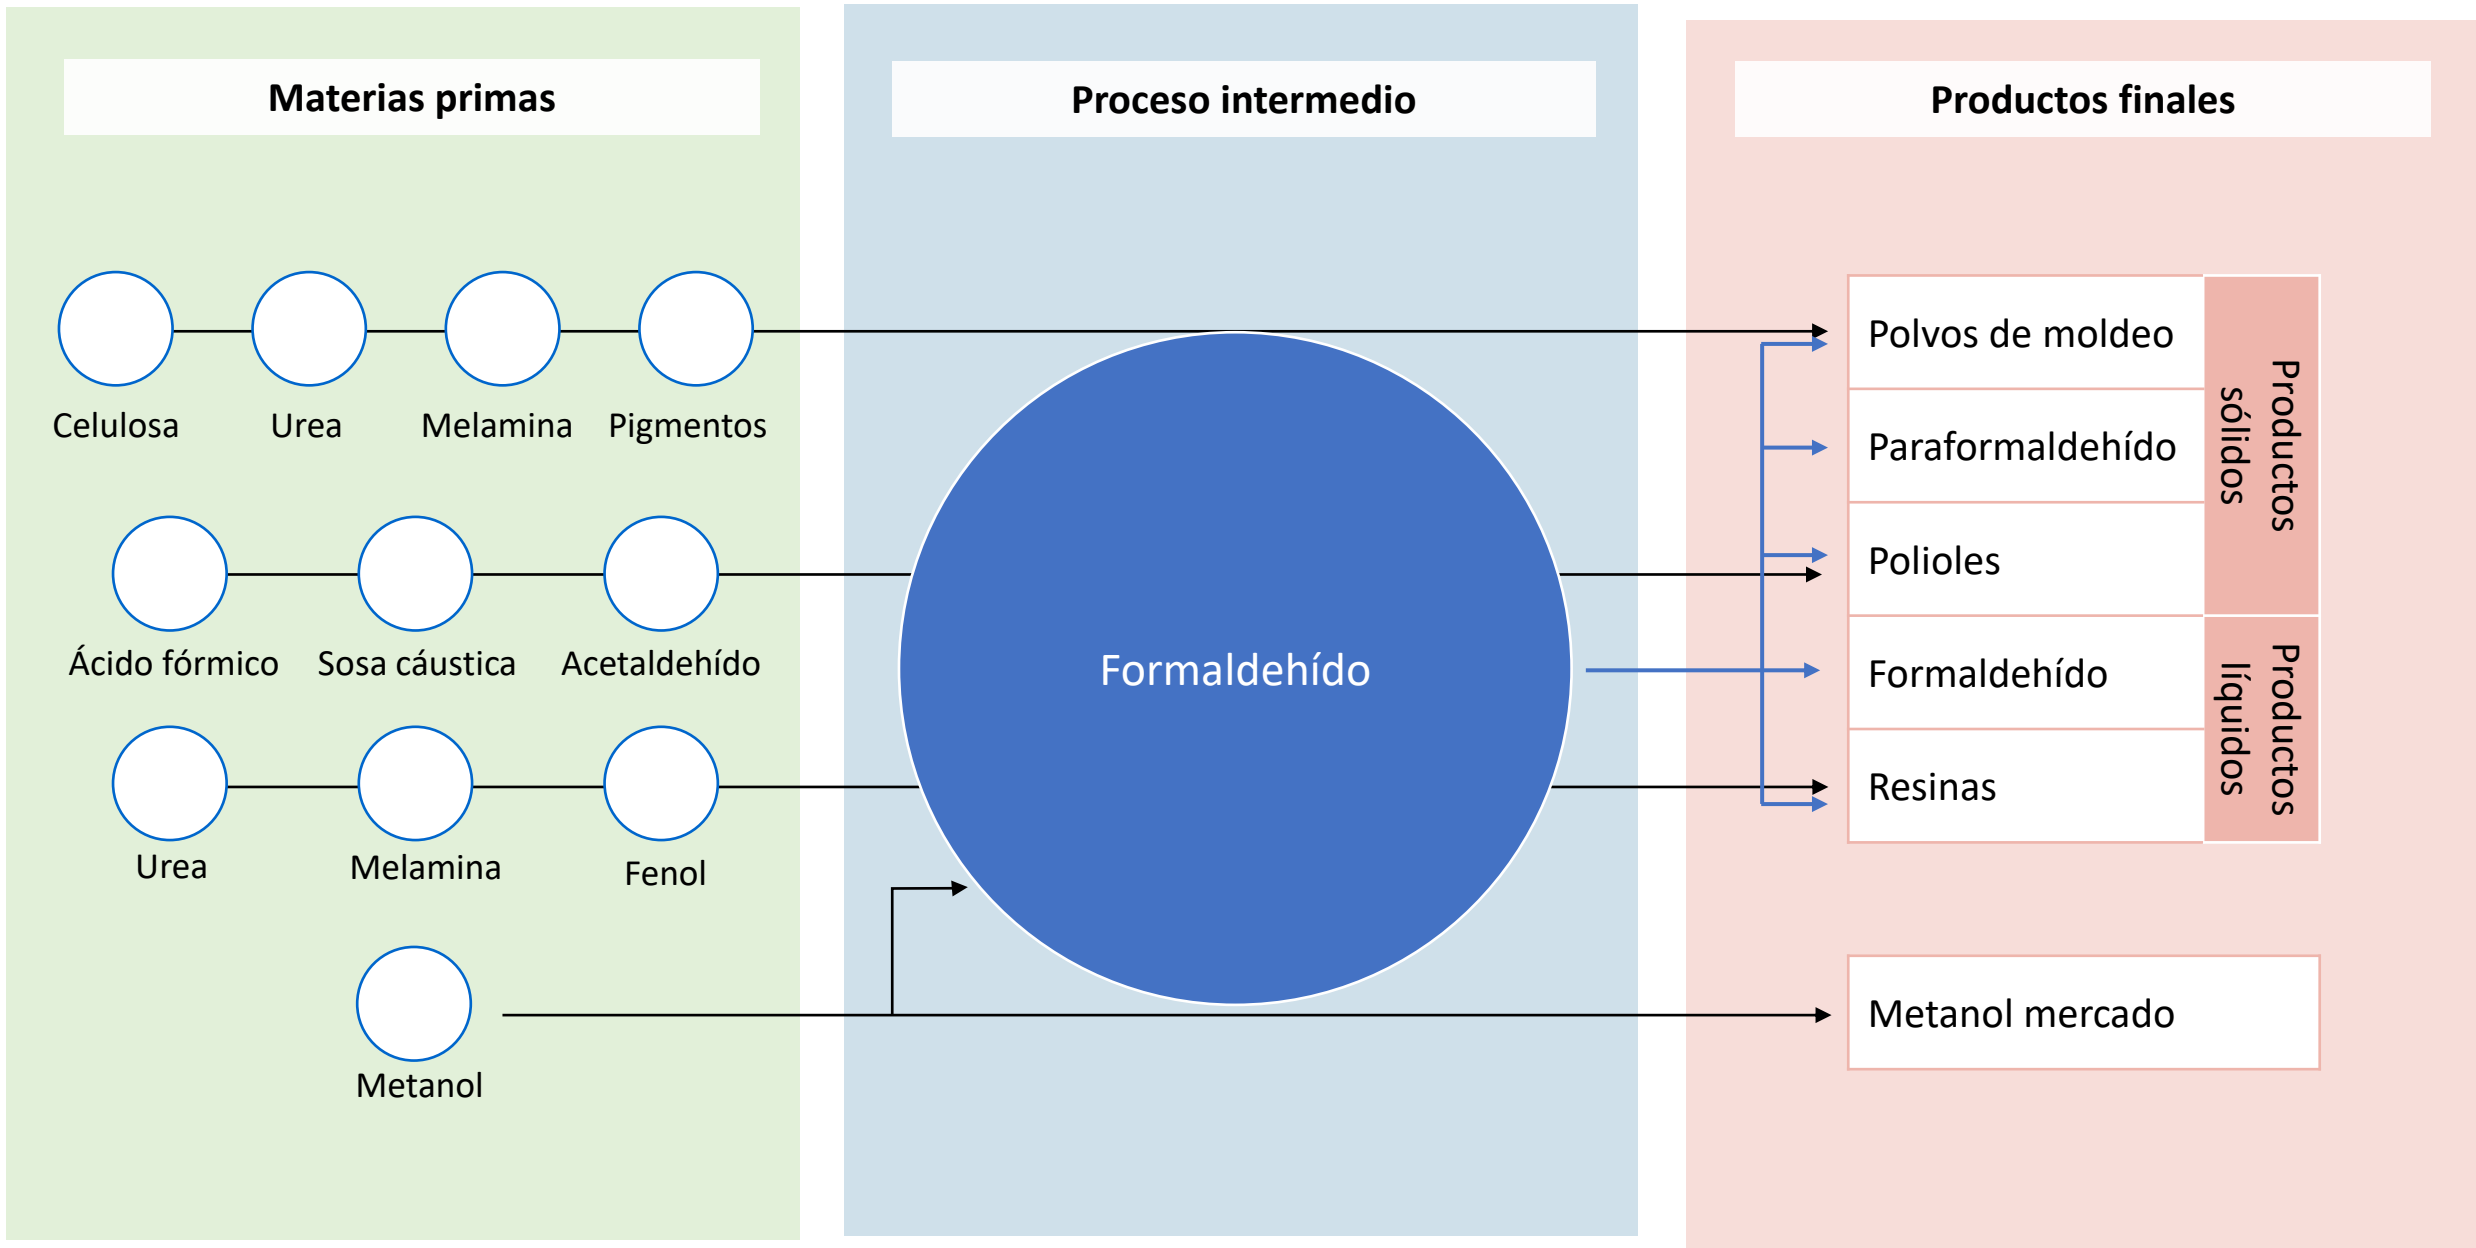 Materias primas
Proceso intermedio
Productos finales
Celulosa
Urea
Melamina
Pigmentos
Ácido fórmico
Sosa cáustica
Acetaldehído
Urea
Melamina
Fenol
Metanol
Formaldehído
Polvos de moldeo
Paraformaldehído
Polioles
Formaldehído
Resinas
Productos
sólidos
Productos
líquidos
Metanol mercado